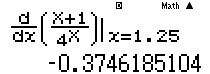 D Math ▲
d/dx(X+1/4^X)|x=1.25
-0.3746185104